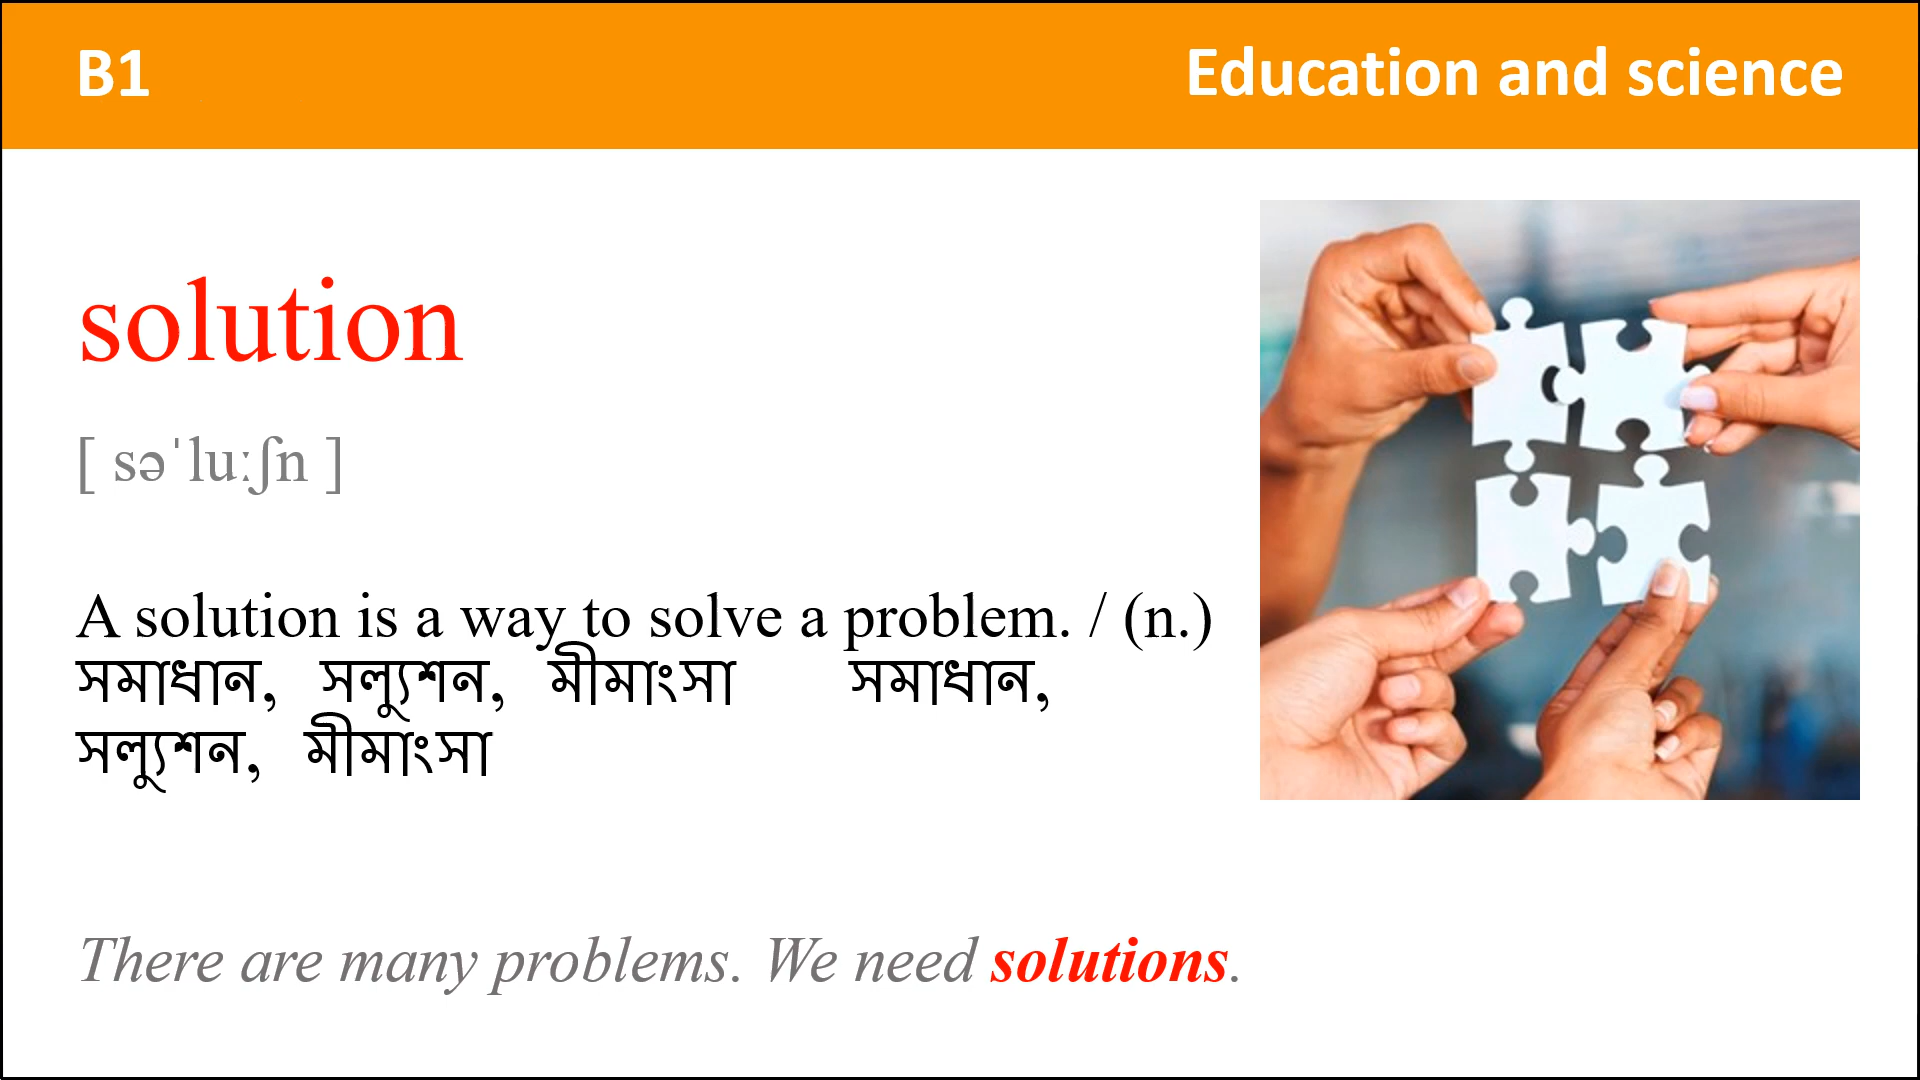 B1
Education and science
solution
[ səˈluːʃn ]
A solution is a way to solve a problem. / (n.)
সমাধান, সল্যুশন, মীমাংসা সমাধান,
সল্যুশন, মীমাংসা
There are many problems. We need solutions.